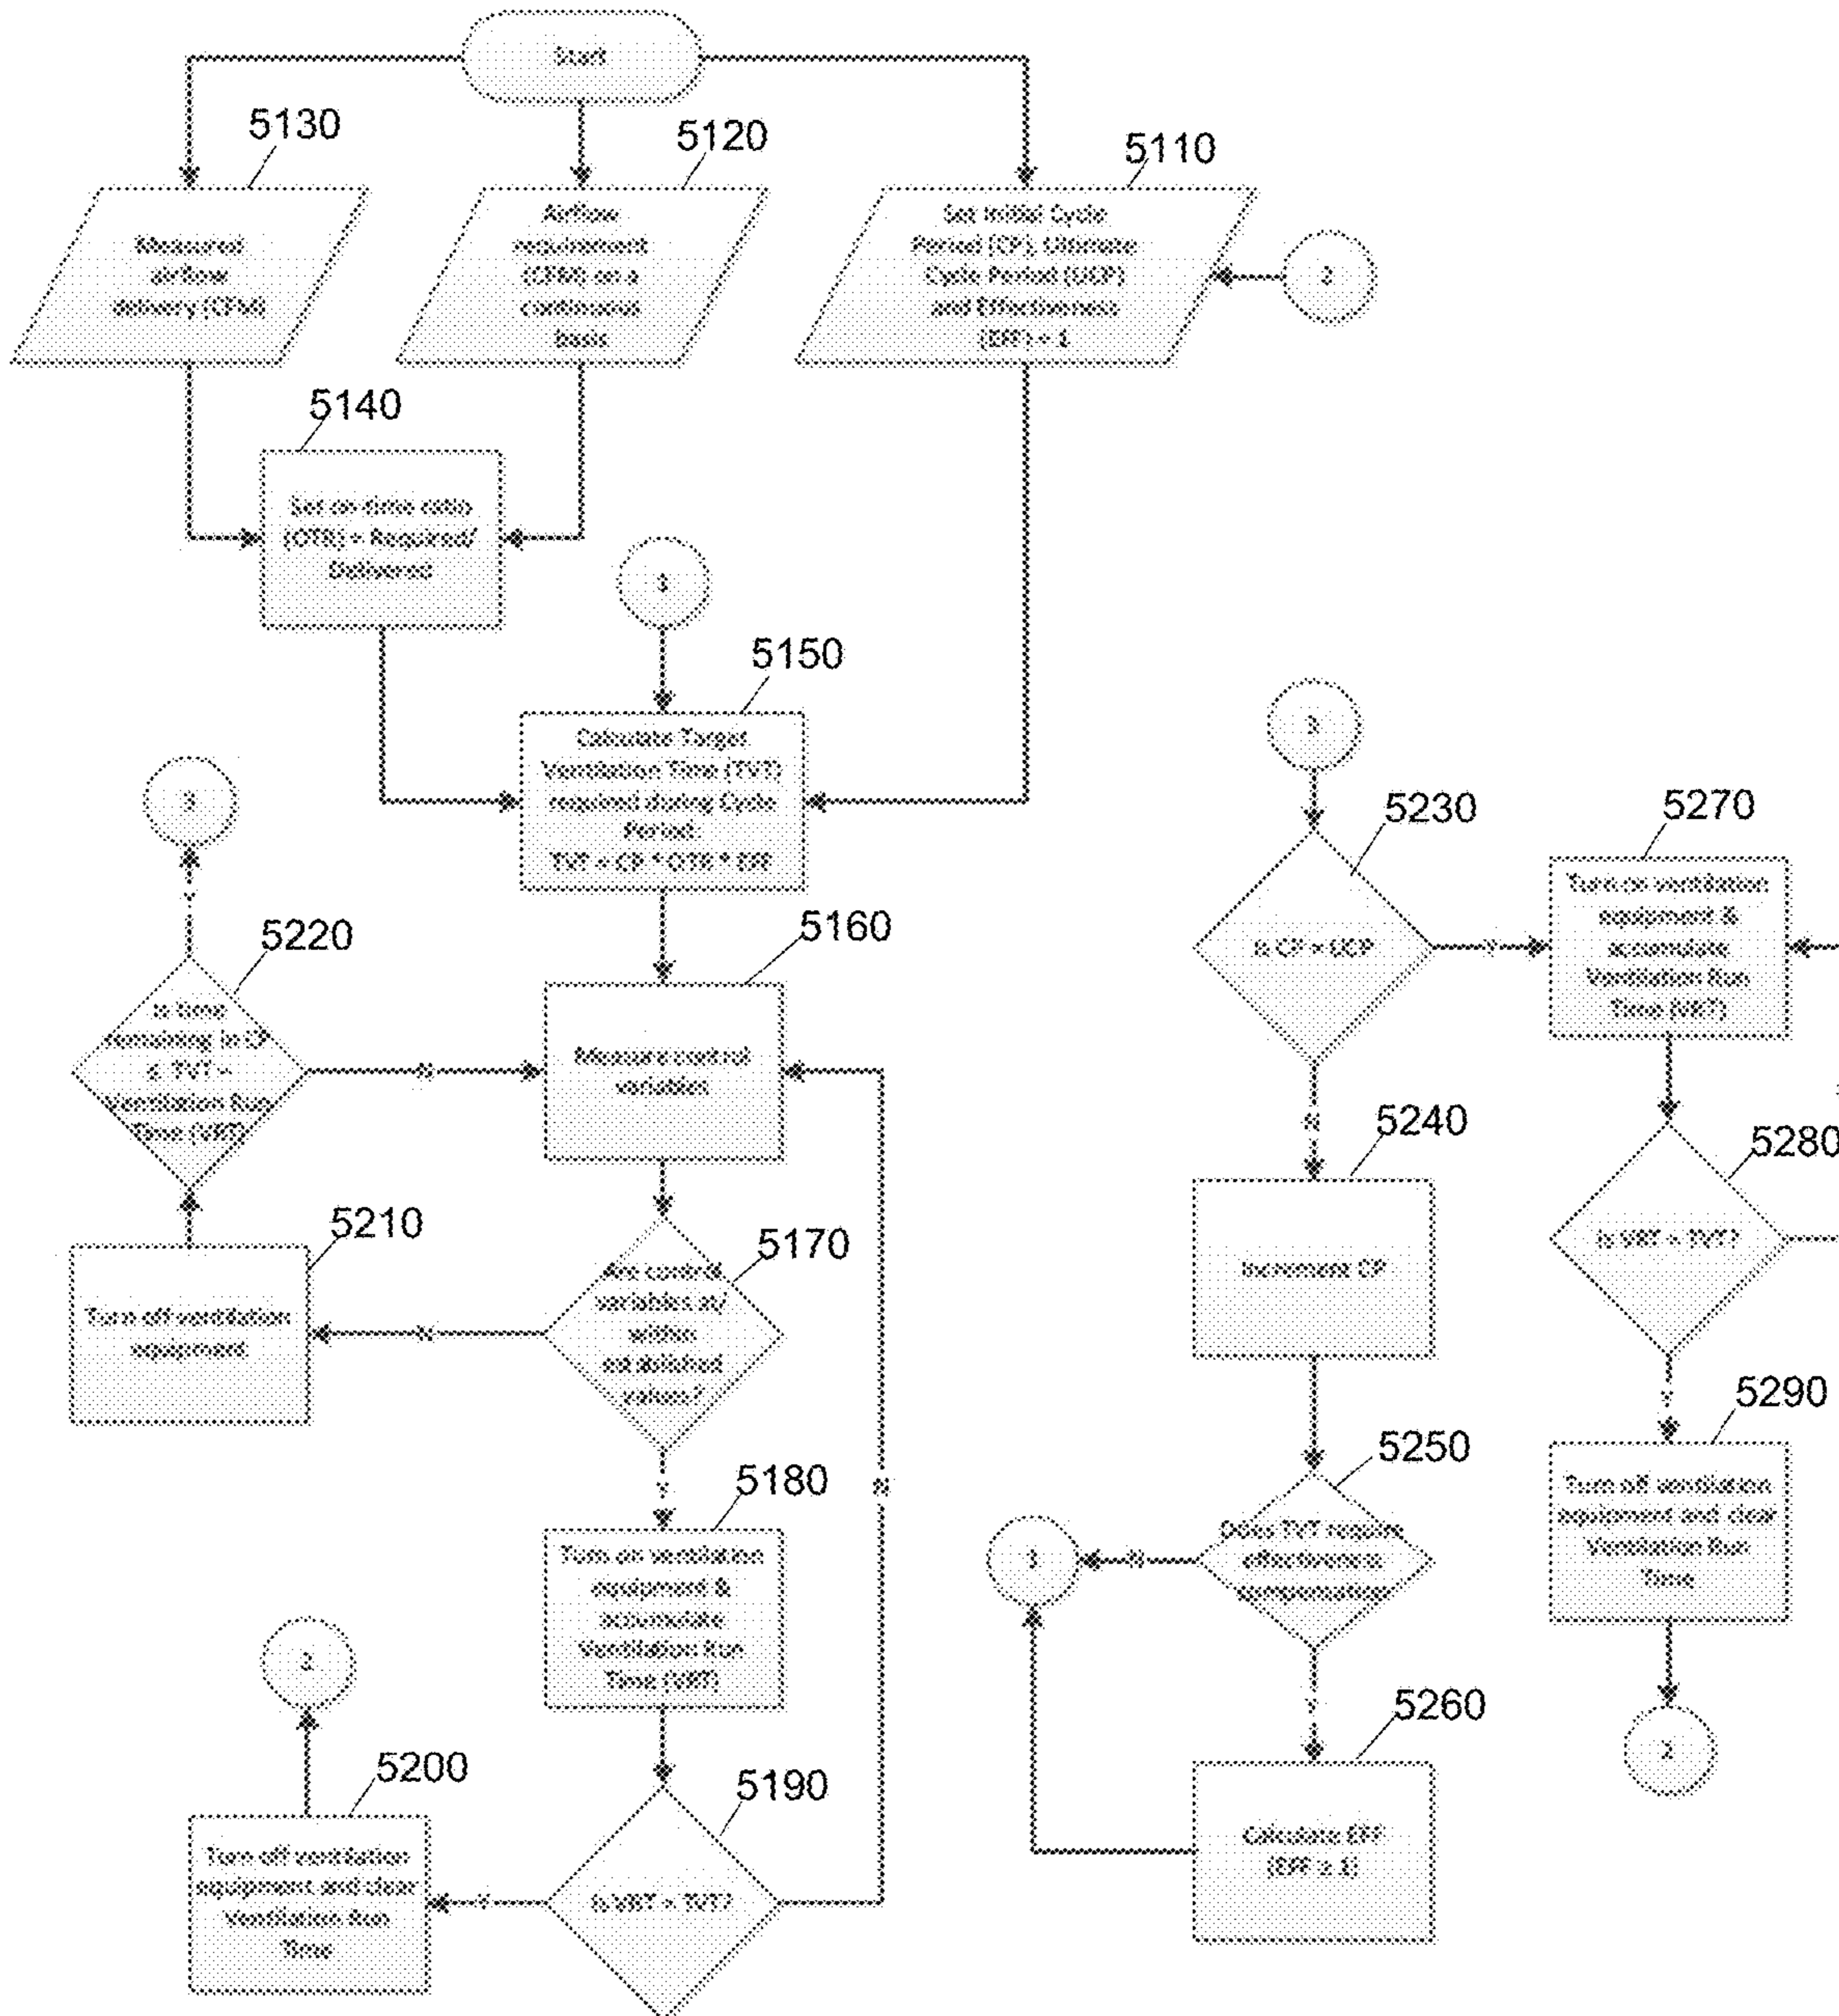 Start
5130
5120
5110
Measured
airflow
delivery (CFM)
Airflow
requirement
(CFM) on a
continuous
basis
Set Initial Cycle
Period (CP), Ultimate
Cycle Period (UCP)
and Effectiveness
(EFF) = 1
2
5140
Set on-time ratio
(OTR) = Required/
Delivered
1
5150
Calculate Target
Ventilation Time (TVT)
required during Cycle
Period
TVT = CP * OTR * EFF
3
5220
Is time
remaining in CP
≤ TVT -
Ventilation Run
Time (VRT)
N
Y
5160
Measure control
variables
5210
Turn off ventilation
equipment
N
5170
Are control
variables at/
within
established
values?
Y
5180
Turn on ventilation
equipment &
accumulate
Ventilation Run
Time (VRT)
N
2
5200
Turn off ventilation
equipment and clear
Ventilation Run
Time
Y
5190
Is VRT = TVT?
3
5230
Is CP = UCP
Y
N
5270
Turn on ventilation
equipment &
accumulate
Ventilation Run
Time (VRT)
5240
Increment CP
5280
Is VRT = TVT?
Y
5250
Does TVT require
effectiveness
N
1
Y
5290
Turn off ventilation
equipment and clear
Ventilation Run
Time
2
5260
Calculate EFF
(EFF ≥ 1)